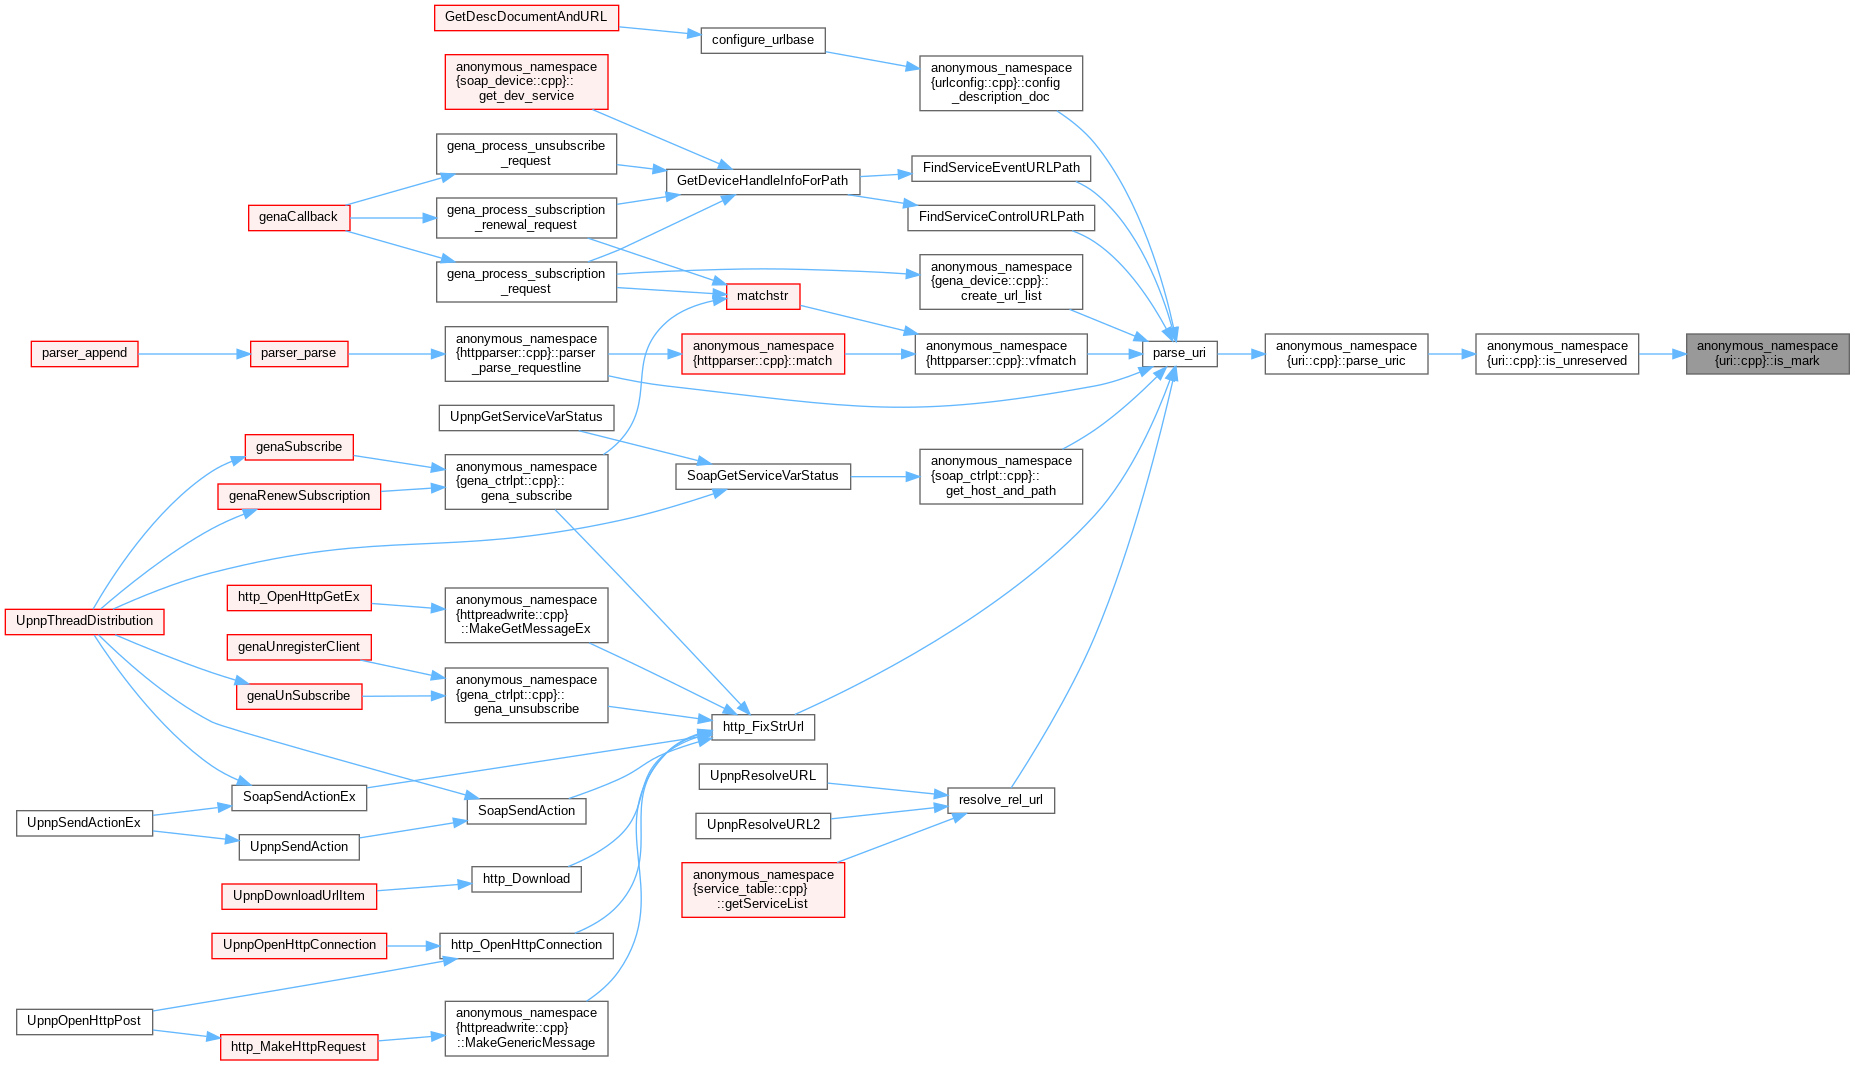 GetDescDocumentAndURL
configure_urlbase
anonymous_namespace
{soap_device::cpp}::
get_dev_service
anonymous_namespace
{urlconfig::cpp}::config
_description_doc
gena_process_unsubscribe
_request
GetDeviceHandleInfoForPath
FindServiceEventURLPath
genaCallback
gena_process_subscription
_renewal_request
FindServiceControlURLPath
gena_process_subscription
_request
anonymous_namespace
{gena_device::cpp}::
create_url_list
matchstr
parser_append
parser_parse
anonymous_namespace
{httpparser::cpp}::parser
_parse_requestline
anonymous_namespace
{httpparser::cpp}::match
anonymous_namespace
{httpparser::cpp}::vfmatch
parse_uri
anonymous_namespace
{uri::cpp}::parse_uric
anonymous_namespace
{uri::cpp}::is_unreserved
anonymous_namespace
{uri::cpp}::is_mark
UpnpGetServiceVarStatus
genaSubscribe
anonymous_namespace
{gena_ctrlpt::cpp}::
gena_subscribe
SoapGetServiceVarStatus
anonymous_namespace
{soap_ctrlpt::cpp}::
get_host_and_path
genaRenewSubscription
UpnpThreadDistribution
http_OpenHttpGetEx
anonymous_namespace
{httpreadwrite::cpp}
::MakeGetMessageEx
genaUnregisterClient
genaUnSubscribe
anonymous_namespace
{gena_ctrlpt::cpp}::
gena_unsubscribe
http_FixStrUrl
UpnpResolveURL
SoapSendActionEx
SoapSendAction
resolve_rel_url
UpnpSendActionEx
UpnpSendAction
UpnpResolveURL2
http_Download
UpnpDownloadUrlItem
anonymous_namespace
{service_table::cpp}
::getServiceList
UpnpOpenHttpConnection
http_OpenHttpConnection
UpnpOpenHttpPost
http_MakeHttpRequest
anonymous_namespace
{httpreadwrite::cpp}
::MakeGenericMessage